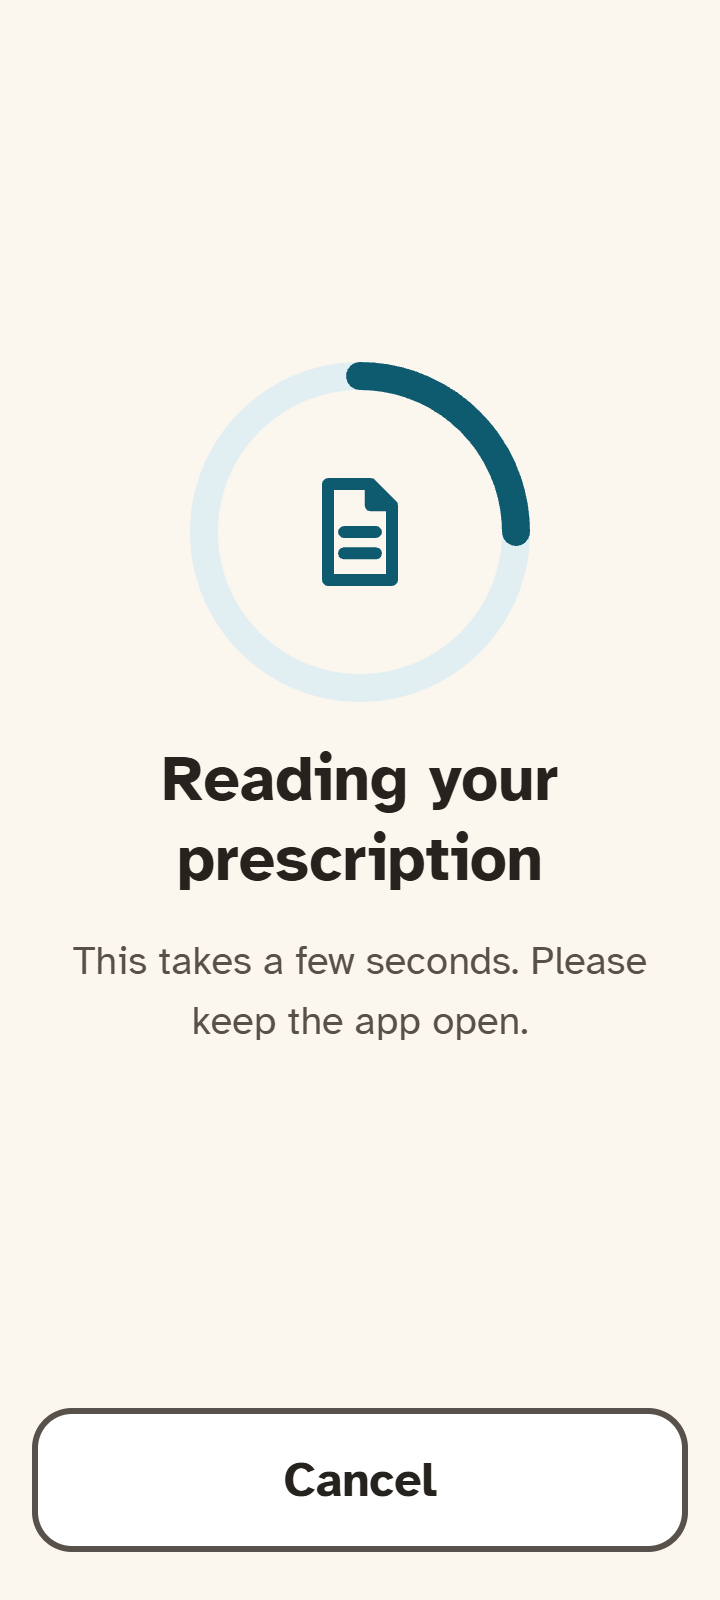 Reading your
prescription
This takes a few seconds. Please
keep the app open.
Cancel